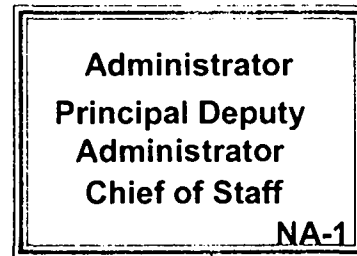 Administrator
Principal Deputy
Administrator
Chief of Staff
NA-1